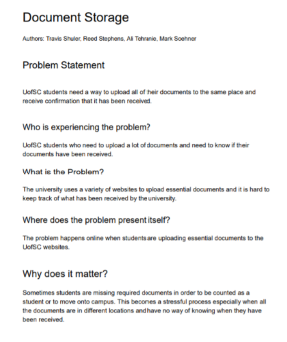 Document Storage
Authors: Travis Shuler, Reed Stephens, Ali Tehranie, Mark Soehner
Problem Statement
UofSC students need a way to upload all of their documents to the same place and
receive confirmation that it has been received.
Who is experiencing the problem?
UofSC students who need to upload a lot of documents and need to know if their
documents have been received.
What is the Problem?
The university uses a variety of websites to upload essential documents and it is hard to
keep track of what has been received by the university.
Where does the problem present itself?
The problem happens online when students are uploading essential documents to the
UofSC websites.
Why does it matter?
Sometimes students are missing required documents in order to be counted as a
student or to move onto campus. This becomes a stressful process especially when all
the documents are in different locations and have no way of knowing when they have
been received.